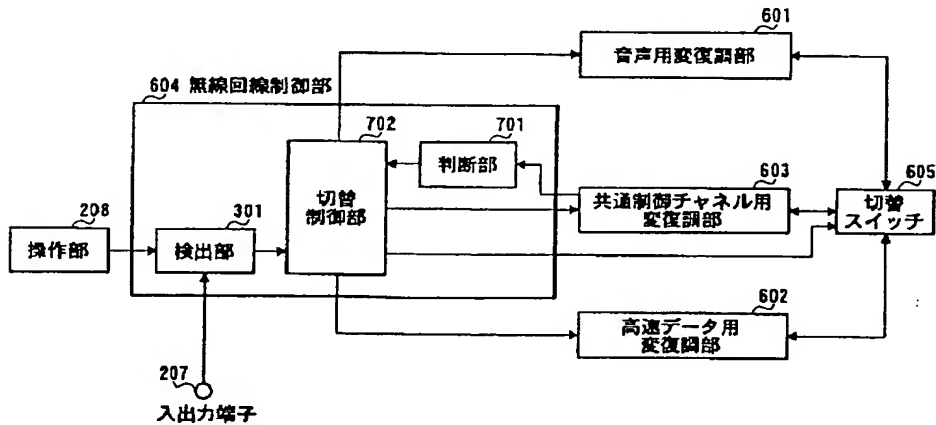 601
音声用変復調部
604 無線回線制御部
702
701
判断部
切替
制御部
603
共通制御チャネル用
変復調部
605
切替
スイッチ
208
操作部
301
検出部
602
高速データ用
変復調部
207
入出力端子